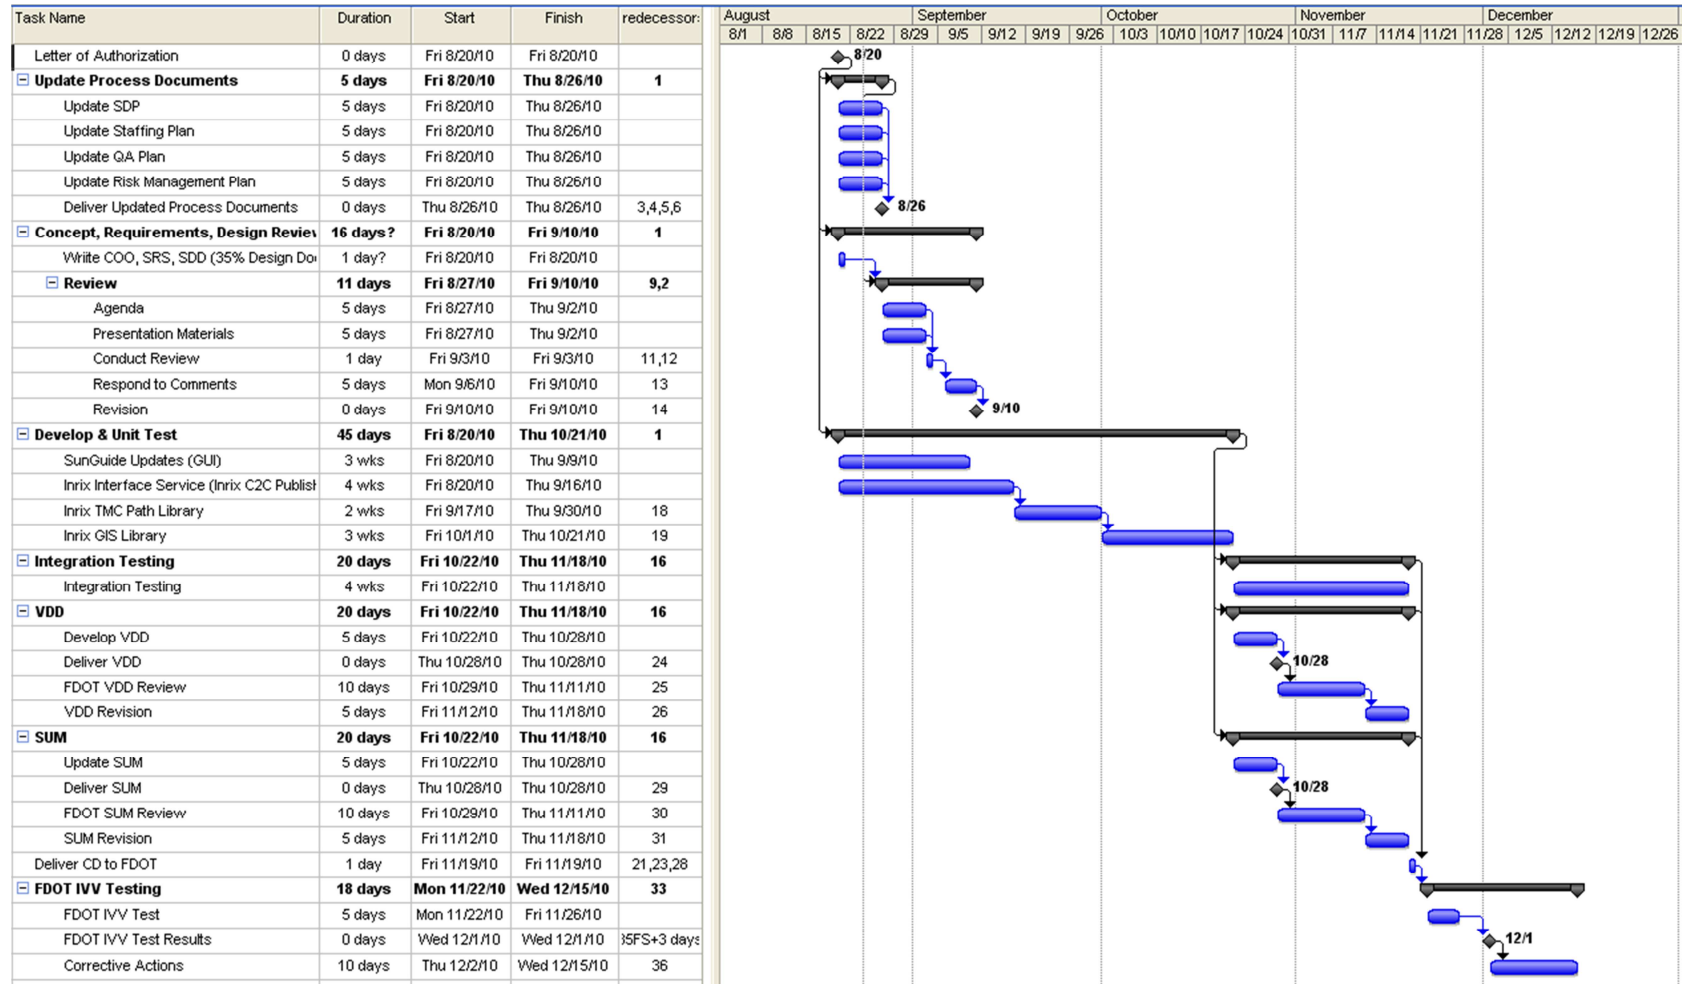 Task Name Duration Start Finish redecessor: August September October November December
8/1 8/8 8/15 8/22 8/29 9/5 9/12 9/19 9/26 10/3 10/10 10/17 10/24 10/31 11/7 11/14 11/21 11/28 12/5 12/12 12/19 12/26
Letter of Authorization 0 days Fri 8/20/10 Fri 8/20/10 8/20
Update Process Documents 5 days Fri 8/20/10 Thu 8/26/10 1
Update SDP 5 days Fri 8/20/10 Thu 8/26/10
Update Staffing Plan 5 days Fri 8/20/10 Thu 8/26/10
Update QA Plan 5 days Fri 8/20/10 Thu 8/26/10
Update Risk Management Plan 5 days Fri 8/20/10 Thu 8/26/10
Deliver Updated Process Documents 0 days Thu 8/26/10 Thu 8/26/10 3,4,5,6 8/26
Concept, Requirements, Design Review 16 days? Fri 8/20/10 Fri 9/10/10 1
Wriite COO, SRS, SDD (35% Design Do 1 day? Fri 8/20/10 Fri 8/20/10
Review 11 days Fri 8/27/10 Fri 9/10/10 9,2
Agenda 5 days Fri 8/27/10 Thu 9/2/10
Presentation Materials 5 days Fri 8/27/10 Thu 9/2/10
Conduct Review 1 day Fri 9/3/10 Fri 9/3/10 11,12
Respond to Comments 5 days Mon 9/6/10 Fri 9/10/10 13
Revision 0 days Fri 9/10/10 Fri 9/10/10 14 9/10
Develop & Unit Test 45 days Fri 8/20/10 Thu 10/21/10 1
SunGuide Updates (GUI) 3 wks Fri 8/20/10 Thu 9/9/10
Inrix Interface Service (Inrix C2C Publish 4 wks Fri 8/20/10 Thu 9/16/10
Inrix TMC Path Library 2 wks Fri 9/17/10 Thu 9/30/10 18
Inrix GIS Library 3 wks Fri 10/1/10 Thu 10/21/10 19
Integration Testing 20 days Fri 10/22/10 Thu 11/18/10 16
Integration Testing 4 wks Fri 10/22/10 Thu 11/18/10
VDD 20 days Fri 10/22/10 Thu 11/18/10 16
Develop VDD 5 days Fri 10/22/10 Thu 10/28/10
Deliver VDD 0 days Thu 10/28/10 Thu 10/28/10 24 10/28
FDOT VDD Review 10 days Fri 10/29/10 Thu 11/11/10 25
VDD Revision 5 days Fri 11/12/10 Thu 11/18/10 26
SUM 20 days Fri 10/22/10 Thu 11/18/10 16
Update SUM 5 days Fri 10/22/10 Thu 10/28/10
Deliver SUM 0 days Thu 10/28/10 Thu 10/28/10 29 10/28
FDOT SUM Review 10 days Fri 10/29/10 Thu 11/11/10 30
SUM Revision 5 days Fri 11/12/10 Thu 11/18/10 31
Deliver CD to FDOT 1 day Fri 11/19/10 Fri 11/19/10 21,23,28
FDOT IVV Testing 18 days Mon 11/22/10 Wed 12/15/10 33
FDOT IVV Test 5 days Mon 11/22/10 Fri 11/26/10
FDOT IVV Test Results 0 days Wed 12/1/10 Wed 12/1/10 35FS+3 days 12/1
Corrective Actions 10 days Thu 12/2/10 Wed 12/15/10 36